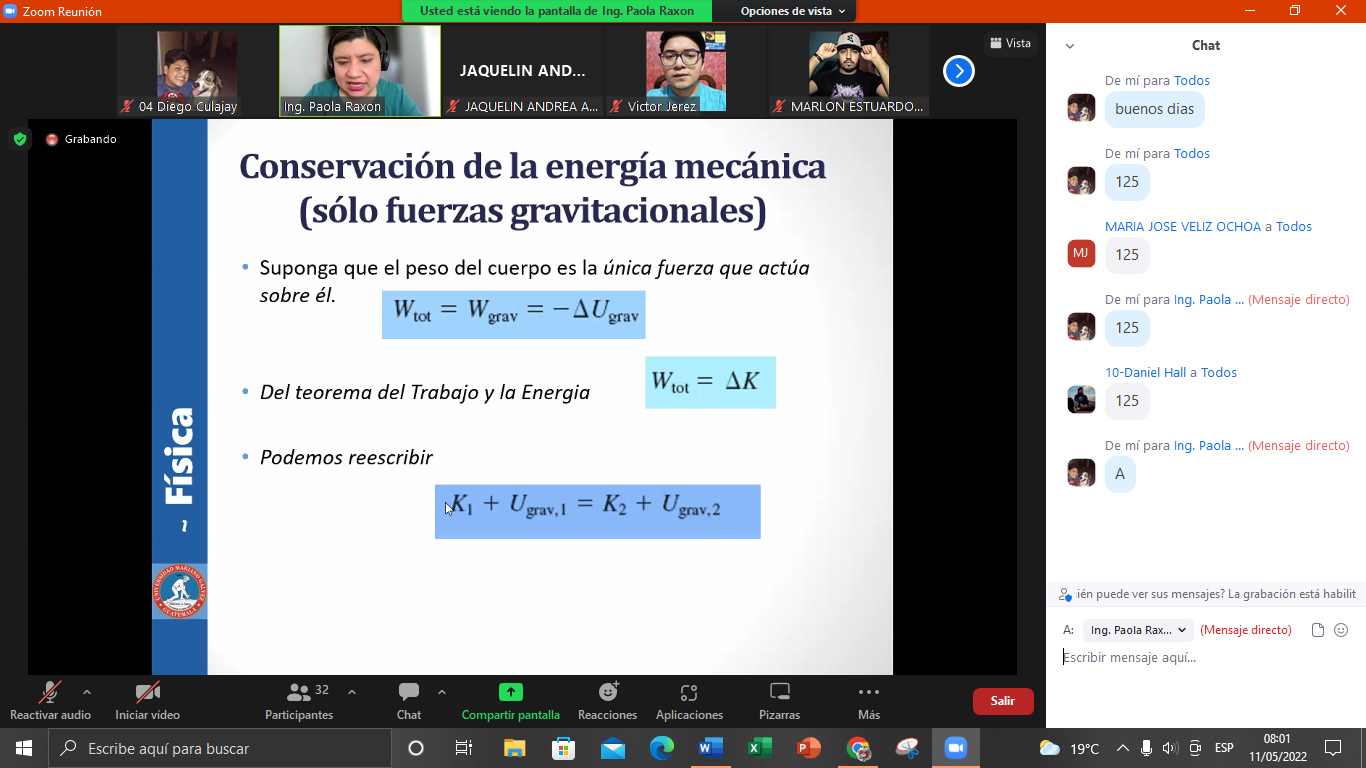 Zoom Reunión
Usted está viendo la pantalla de Ing. Paola Raxon
Opciones de vista
04 Diego Culajay
Ing. Paola Raxon
JAQUELIN AND...
JAQUELIN ANDREA A...
Victor Jerez
MARLON ESTUARDO...
Vista
Grabando
Conservación de la energía mecánica
(sólo fuerzas gravitacionales)
• Suponga que el peso del cuerpo es la única fuerza que actúa
sobre él.
W_tot = W_grav = −ΔU_grav
• Del teorema del Trabajo y la Energia
W_tot = ΔK
• Podemos reescribir
K₁ + U_grav,1 = K₂ + U_grav,2
~ Física
UNIVERSIDAD MARIANO GALVEZ
GUATEMALA
Chat
De mí para Todos
buenos dias
De mí para Todos
125
MARIA JOSE VELIZ OCHOA a Todos
MJ
125
De mí para Ing. Paola ... (Mensaje directo)
125
10-Daniel Hall a Todos
125
De mí para Ing. Paola ... (Mensaje directo)
A
ién puede ver sus mensajes? La grabación está habilit
A: Ing. Paola Rax... (Mensaje directo)
Escribir mensaje aquí...
Reactivar audio
Iniciar vídeo
32
Participantes
Chat
Compartir pantalla
Reacciones
Aplicaciones
Pizarras
Más
Salir
Escribe aquí para buscar
19°C
ESP
08:01
11/05/2022